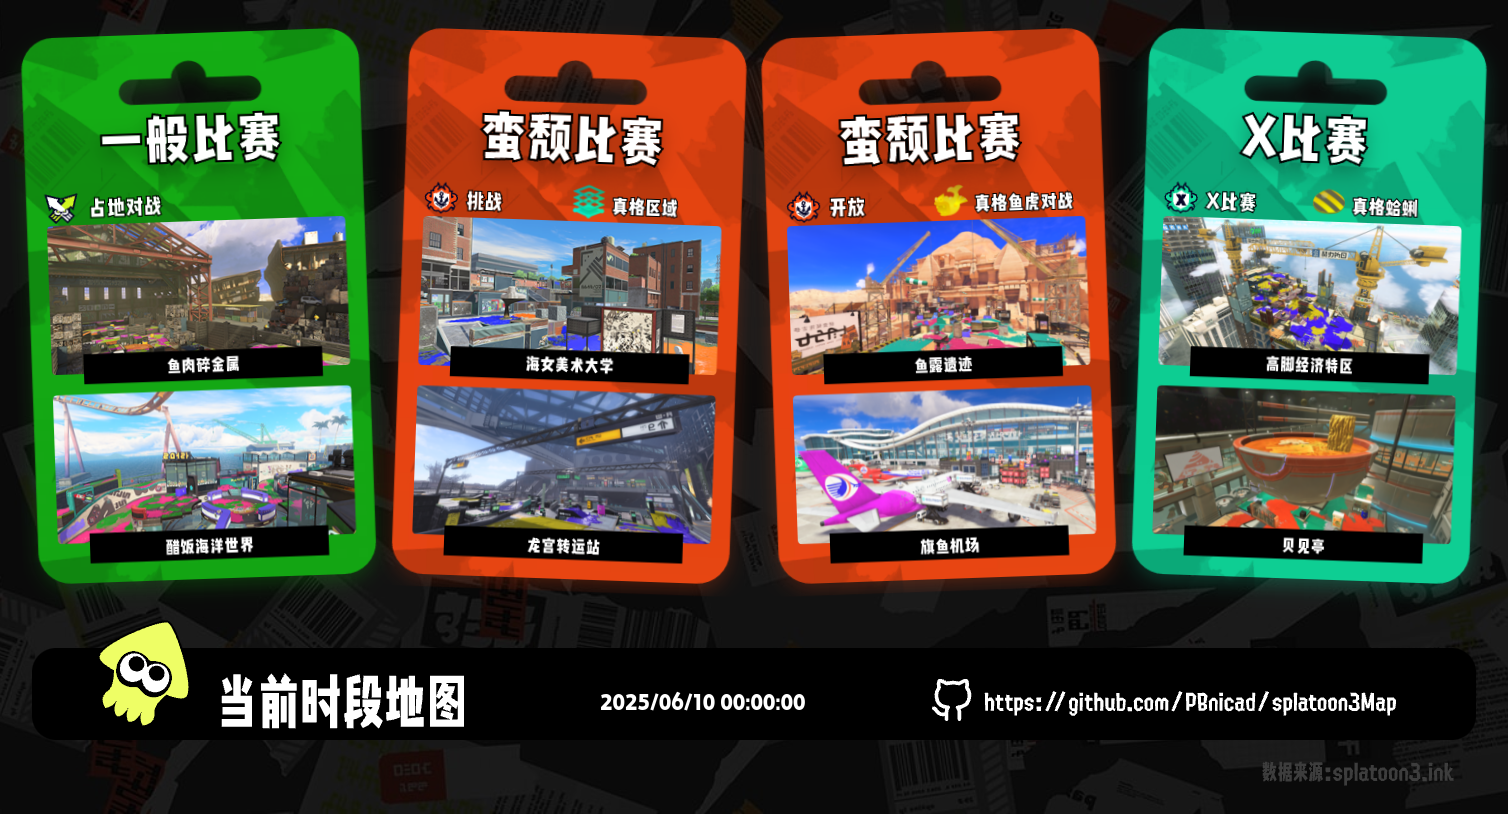 一般比赛
占地对战
鱼肉碎金属
醋饭海洋世界
蛮颓比赛
挑战
真格区域
海女美术大学
龙宫转运站
蛮颓比赛
开放
真格鱼虎对战
鱼露遗迹
旗鱼机场
X比赛
X比赛
真格蛤蜊
高脚经济特区
贝见亭
当前时段地图
2025/06/10 00:00:00
https://github.com/PBnicad/splatoon3Map
数据来源:splatoon3.ink